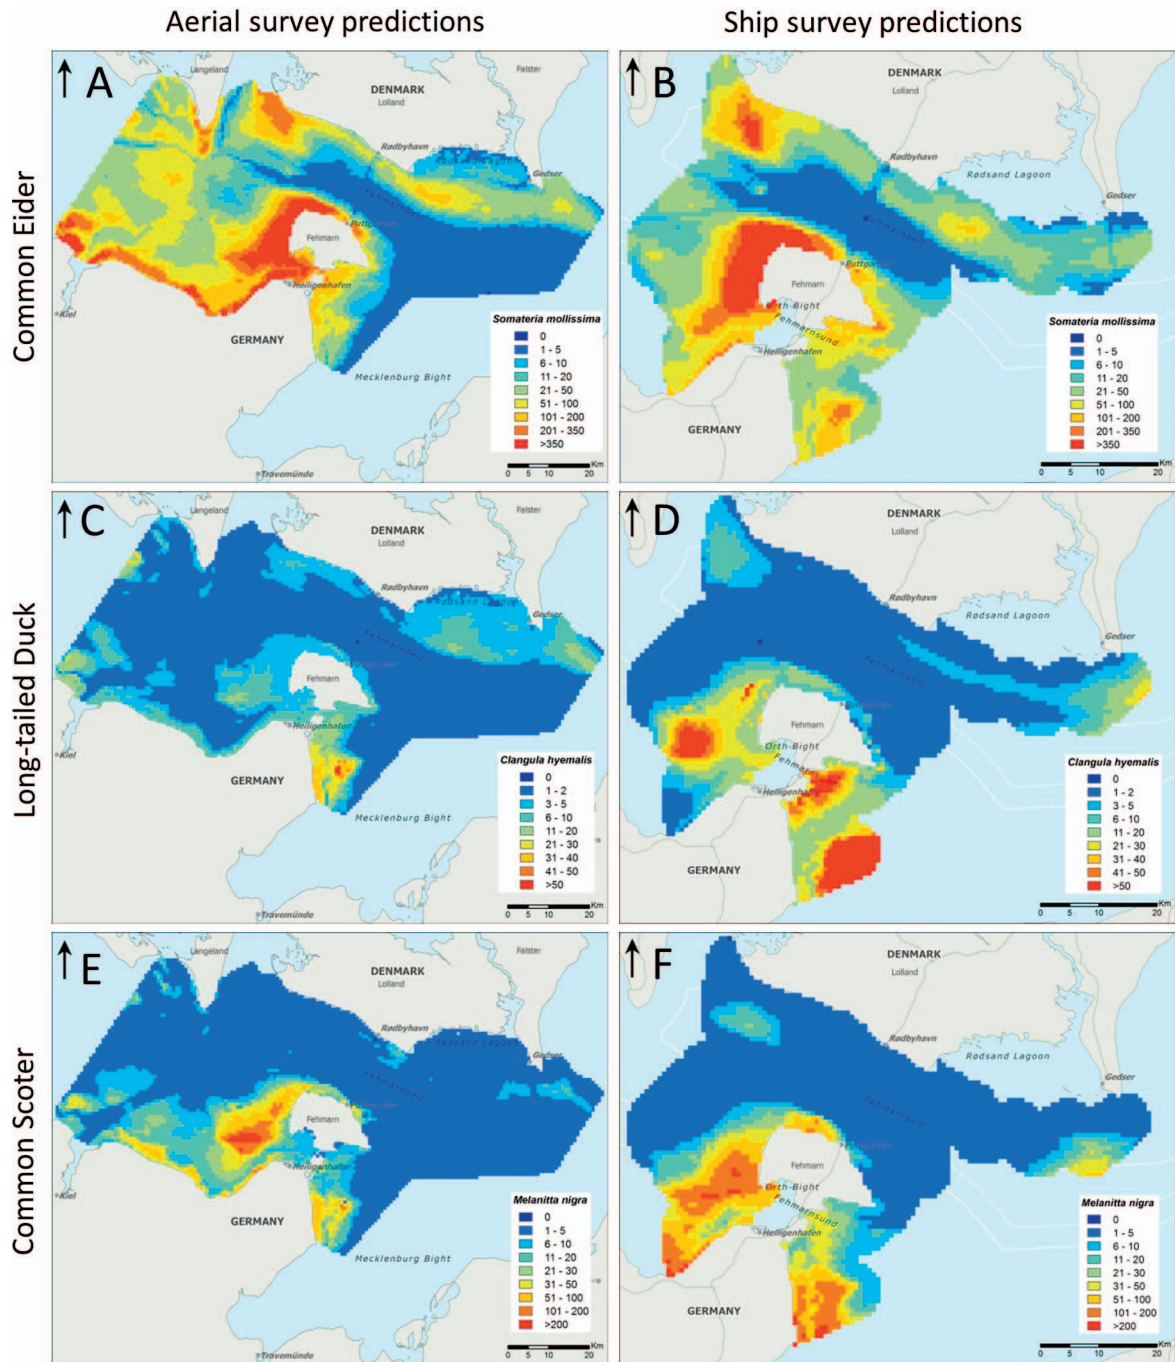 Aerial survey predictions
Ship survey predictions
Common Eider
A
Langeland
Falster
DENMARK
Lolland
Rødbyhavn
Rødsand Lagoon
Gedser
Fehmarnbelt
Puttgarden
Fehmarn
Heiligenhafen
Kiel
GERMANY
Mecklenburg Bight
Travemünde
Somateria mollissima
0
1 - 5
6 - 10
11 - 20
21 - 50
51 - 100
101 - 200
201 - 350
>350
Km
0 5 10 20
B
DENMARK
Lolland
Rødbyhavn
Rødsand Lagoon
Gedser
Fehmarnbelt
Puttgarden
Fehmarn
Orth Bight
Fehmarnsund
Heiligenhafen
GERMANY
Somateria mollissima
0
1 - 5
6 - 10
11 - 20
21 - 50
51 - 100
101 - 200
201 - 350
>350
Km
0 5 10 20
Long-tailed Duck
C
Langeland
Falster
DENMARK
Lolland
Rødbyhavn
Rødsand Lagoon
Gedser
Fehmarnbelt
Fehmarn
Heiligenhafen
Kiel
GERMANY
Mecklenburg Bight
Travemünde
Clangula hyemalis
0
1 - 2
3 - 5
6 - 10
11 - 20
21 - 30
31 - 40
41 - 50
>50
Km
0 5 10 20
D
DENMARK
Lolland
Rødbyhavn
Rødsand Lagoon
Gedser
Fehmarnbelt
Fehmarn
Orth Bight
Heiligenhafen
GERMANY
Clangula hyemalis
0
1 - 2
3 - 5
6 - 10
11 - 20
21 - 30
31 - 40
41 - 50
>50
Km
0 5 10 20
Common Scoter
E
Langeland
Falster
DENMARK
Lolland
Rødbyhavn
Rødsand Lagoon
Gedser
Fehmarnbelt
Fehmarn
Heiligenhafen
Kiel
GERMANY
Mecklenburg Bight
Travemünde
Melanitta nigra
0
1 - 5
6 - 10
11 - 20
21 - 30
31 - 50
51 - 100
101 - 200
>200
Km
0 5 10 20
F
DENMARK
Lolland
Rødbyhavn
Rødsand Lagoon
Gedser
Fehmarnbelt
Fehmarn
Orth Bight
Fehmarnsund
Heiligenhafen
GERMANY
Melanitta nigra
0
1 - 5
6 - 10
11 - 20
21 - 30
31 - 50
51 - 100
101 - 200
>200
Km
0 5 10 20